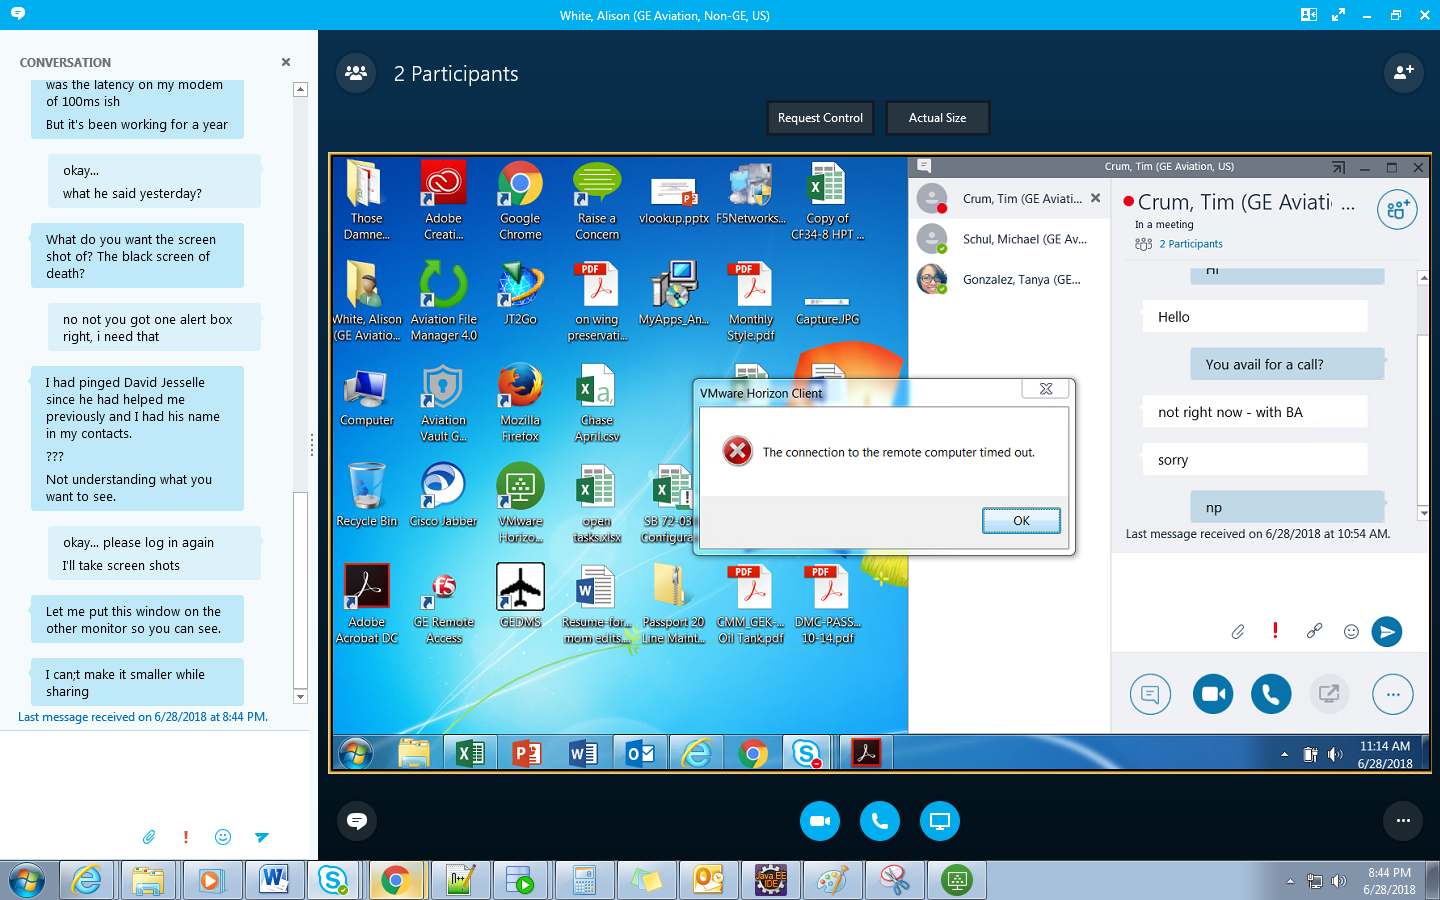 White, Alison (GE Aviation, Non-GE, US)
CONVERSATION
was the latency on my modem
of 100ms ish
But it's been working for a year
okay...
what he said yesterday?
What do you want the screen
shot of? The black screen of
death?
no not you got one alert box
right, i need that
I had pinged David Jesselle
since he had helped me
previously and I had his name
in my contacts.
???
Not understanding what you
want to see.
okay... please log in again
I'll take screen shots
Let me put this window on the
other monitor so you can see.
I can;t make it smaller while
sharing
Last message received on 6/28/2018 at 8:44 PM.
2 Participants
Request Control
Actual Size
Those
Damne...
Adobe
Creati...
Google
Chrome
Raise a
Concern
vlookup.pptx
F5Networks...
Copy of
CF34-8 HPT ...
White, Alison
(GE Aviatio...
Aviation File
Manager 4.0
JT2Go
on wing
preservati...
MyApps_An...
Monthly
Style.pdf
Capture.JPG
Computer
Aviation
Vault G...
Mozilla
Firefox
Chase
April.csv
Recycle Bin
Cisco Jabber
VMware
Horizo...
open
tasks.xlsx
SB 72-03
Configura
Adobe
Acrobat DC
GE Remote
Access
GEDMS
Resume-for...
mom edits....
Passport 20
Line Maint...
CMM_GEK-...
Oil Tank.pdf
DMC-PASS...
10-14.pdf
VMware Horizon Client
The connection to the remote computer timed out.
OK
Crum, Tim (GE Aviation, US)
Crum, Tim (GE Aviati...
Schul, Michael (GE Av...
Gonzalez, Tanya (GE...
Crum, Tim (GE Aviati ...
In a meeting
2 Participants
Hi
Hello
You avail for a call?
not right now - with BA
sorry
np
Last message received on 6/28/2018 at 10:54 AM.
11:14 AM
6/28/2018
8:44 PM
6/28/2018